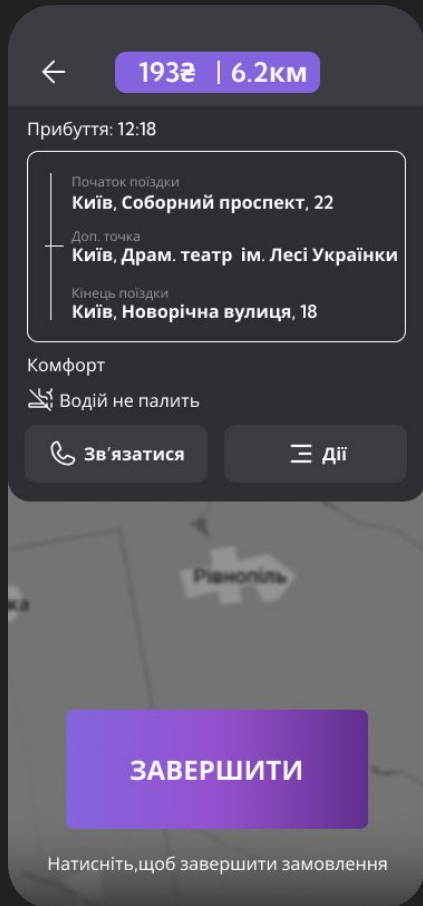 193₴ | 6.2км
Прибуття: 12:18
Початок поїздки
Київ, Соборний проспект, 22
Доп. точка
Київ, Драм. театр ім. Лесі Українки
Кінець поїздки
Київ, Новорічна вулиця, 18
Комфорт
Водій не палить
Зв'язатися
Дії
Рівнопіль
ка
ЗАВЕРШИТИ
Натисніть,щоб завершити замовлення